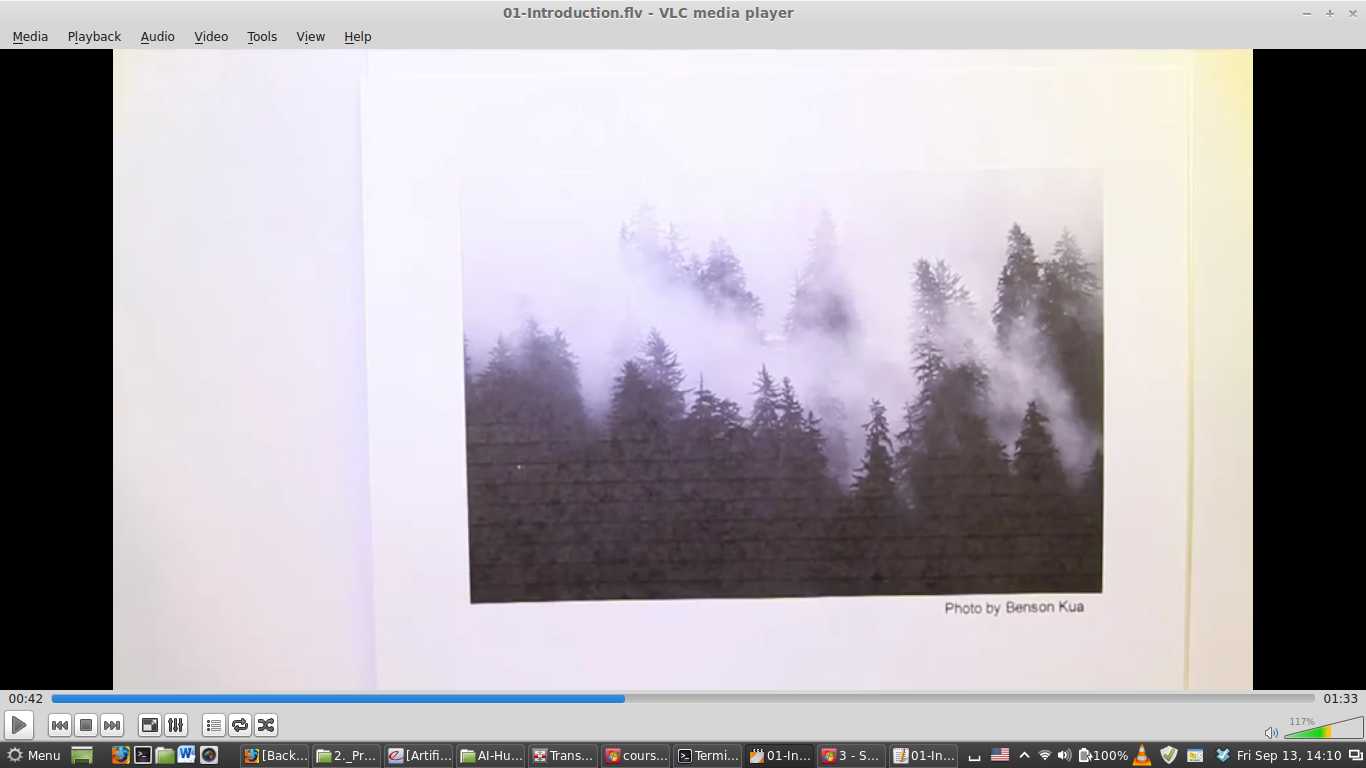 01-Introduction.flv - VLC media player
Media Playback Audio Video Tools View Help
Photo by Benson Kua
00:42 01:33
117%
Menu [Back... 2._Pr... [Artifi... AI-Hu... Trans... cours... Termi... 01-In... 3 - S... 01-In... 100% Fri Sep 13, 14:10